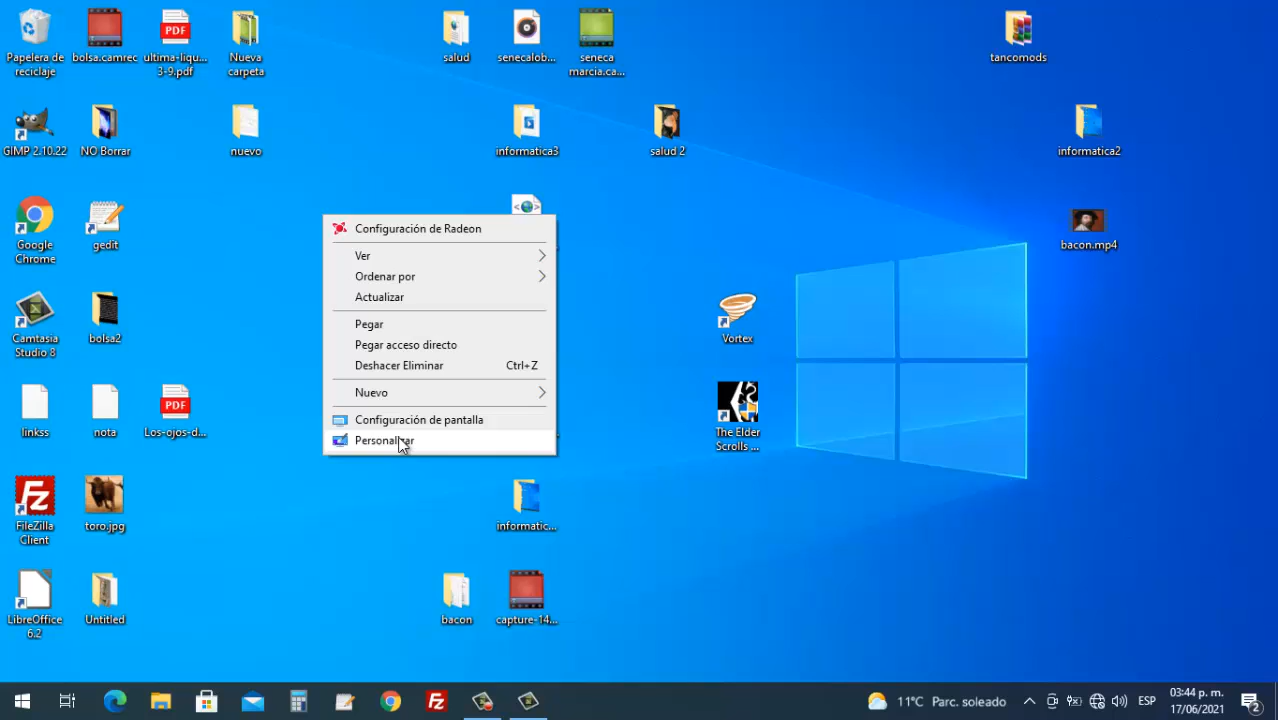 Papelera de
reciclaje
bolsa.camrec
ultima-liqu...
3-9.pdf
Nueva
carpeta
salud
senecalob...
seneca
marcia.ca...
tancomods
PDF
GIMP 2.10.22
NO Borrar
nuevo
informatica3
salud 2
informatica2
Google
Chrome
gedit
bacon.mp4
Configuración de Radeon
Ver
Ordenar por
Actualizar
Pegar
Pegar acceso directo
Deshacer Eliminar Ctrl+Z
Nuevo
Configuración de pantalla
Personalizar
Camtasia
Studio 8
bolsa2
Vortex
linkss
nota
PDF
Los-ojos-d...
The Elder
Scrolls ...
FileZilla
Client
toro.jpg
informatic...
LibreOffice
6.2
Untitled
bacon
capture-14...
11°C Parc. soleado
ESP
03:44 p. m.
17/06/2021
2